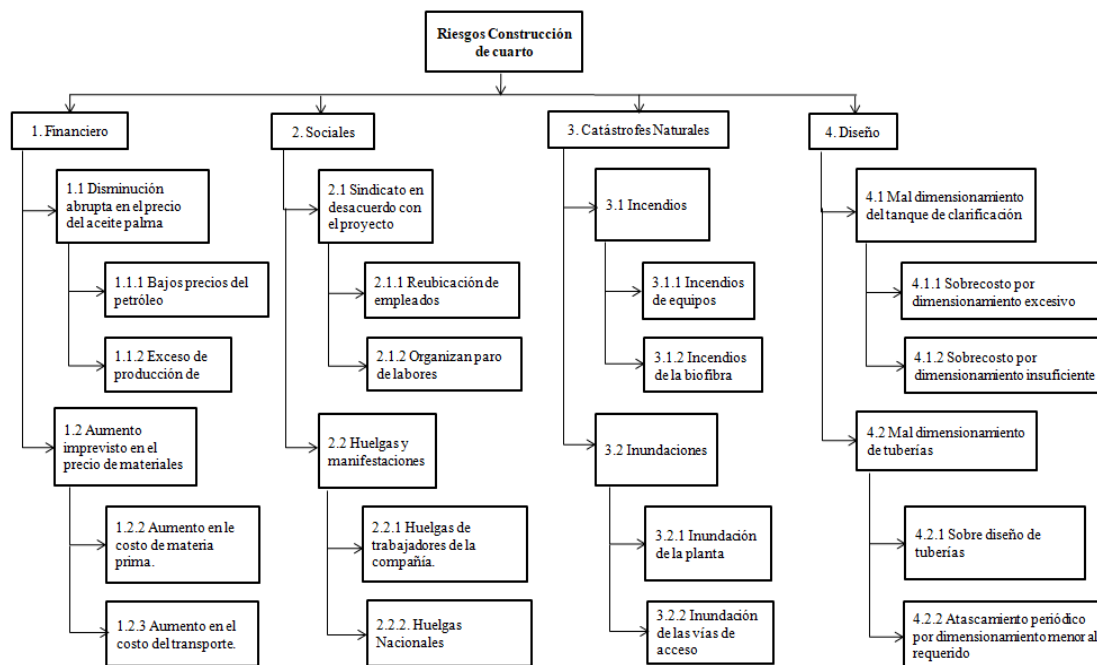 Riesgos Construcción
de cuarto
1. Financiero
1.1 Disminución
abrupta en el precio
del aceite palma
1.1.1 Bajos precios del
petróleo
1.1.2 Exceso de
producción de
1.2 Aumento
imprevisto en el
precio de materiales
1.2.2 Aumento en le
costo de materia
prima.
1.2.3 Aumento en el
costo del transporte.
2. Sociales
2.1 Sindicato en
desacuerdo con
el proyecto
2.1.1 Reubicación de
empleados
2.1.2 Organizan paro
de labores
2.2 Huelgas y
manifestaciones
2.2.1 Huelgas de
trabajadores de la
compañía.
2.2.2. Huelgas
Nacionales
3. Catástrofes Naturales
3.1 Incendios
3.1.1 Incendios
de equipos
3.1.2 Incendios
de la biofibra
3.2 Inundaciones
3.2.1 Inundación
de la planta
3.2.2 Inundación
de las vías de
acceso
4. Diseño
4.1 Mal dimensionamiento
del tanque de clarificación
4.1.1 Sobrecosto por
dimensionamiento excesivo
4.1.2 Sobrecosto por
dimensionamiento insuficiente
4.2 Mal dimensionamiento
de tuberías
4.2.1 Sobre diseño de
tuberías
4.2.2 Atascamiento periódico
por dimensionamiento menor al
requerido